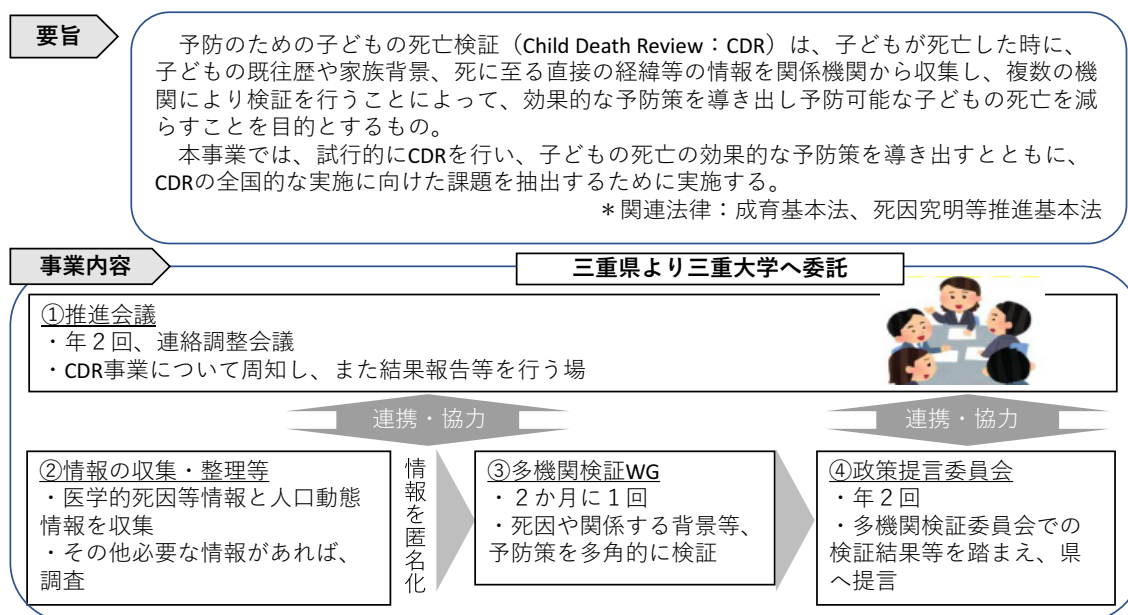 要旨
予防のための子どもの死亡検証（Child Death Review：CDR）は、子どもが死亡した時に、
子どもの既往歴や家族背景、死に至る直接の経緯等の情報を関係機関から収集し、複数の機
関により検証を行うことによって、効果的な予防策を導き出し予防可能な子どもの死亡を減
らすことを目的とするもの。
本事業では、試行的にCDRを行い、子どもの死亡の効果的な予防策を導き出すとともに、
CDRの全国的な実施に向けた課題を抽出するために実施する。
＊関連法律：成育基本法、死因究明等推進基本法
事業内容
三重県より三重大学へ委託
①推進会議
・年２回、連絡調整会議
・CDR事業について周知し、また結果報告等を行う場
連携・協力
連携・協力
②情報の収集・整理等
・医学的死因等情報と人口動態
情報を収集
・その他必要な情報があれば、
調査
情報を匿名化
③多機関検証WG
・２か月に１回
・死因や関係する背景等、
予防策を多角的に検証
④政策提言委員会
・年２回
・多機関検証委員会での
検証結果等を踏まえ、県
へ提言